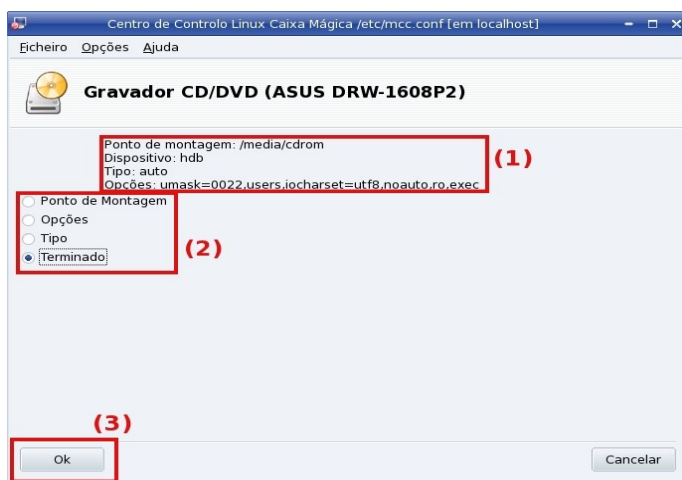 Centro de Controlo Linux Caixa Mágica /etc/mcc.conf [em localhost]
Ficheiro Opções Ajuda
Gravador CD/DVD (ASUS DRW-1608P2)
Ponto de montagem: /media/cdrom
Dispositivo: hdb
Tipo: auto
Opções: umask=0022,users,iocharset=utf8,noauto,ro,exec
(1)
Ponto de Montagem
Opções
Tipo
Terminado
(2)
(3)
Ok Cancelar